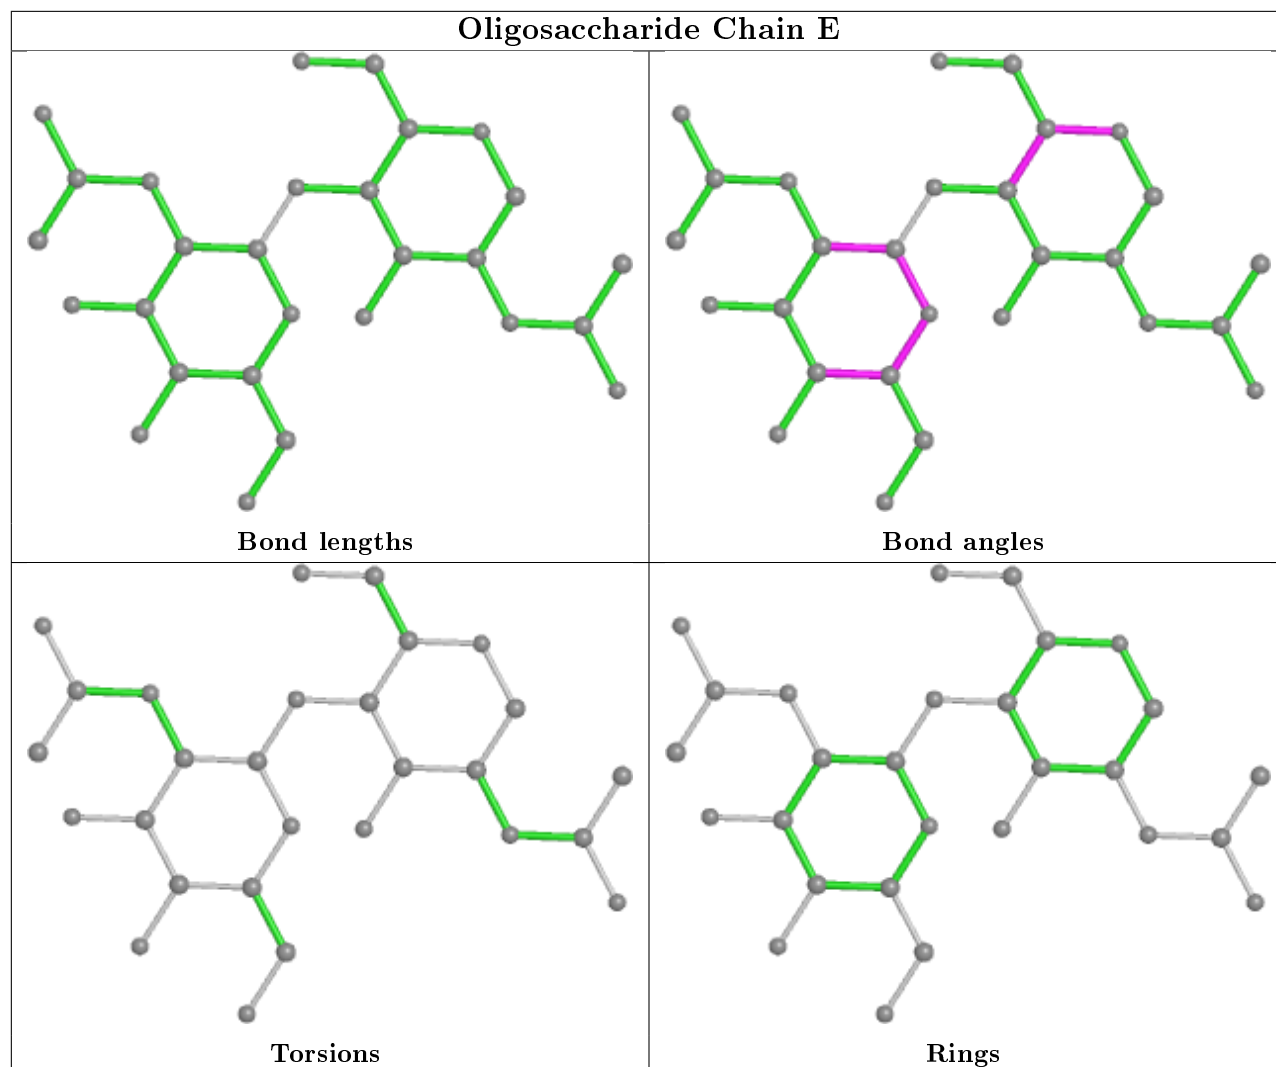 Oligosaccharide Chain E
Bond lengths
Bond angles
Torsions
Rings